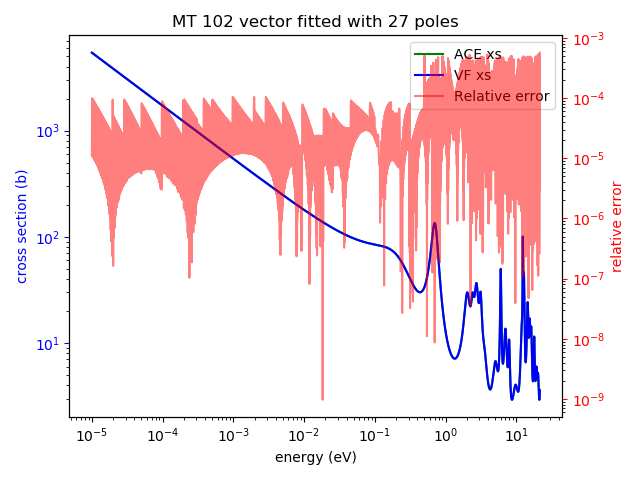 MT 102 vector fitted with 27 poles
ACE xs
VF xs
Relative error
cross section (b)
10³
10²
10¹
relative error
10⁻³
10⁻⁴
10⁻⁵
10⁻⁶
10⁻⁷
10⁻⁸
10⁻⁹
10⁻⁵
10⁻⁴
10⁻³
10⁻²
10⁻¹
10⁰
10¹
energy (eV)